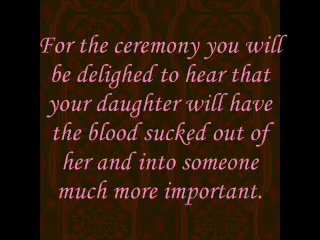 For the ceremony you will
be delighed to hear that
your daughter will have
the blood sucked out of
her and into someone
much more important.